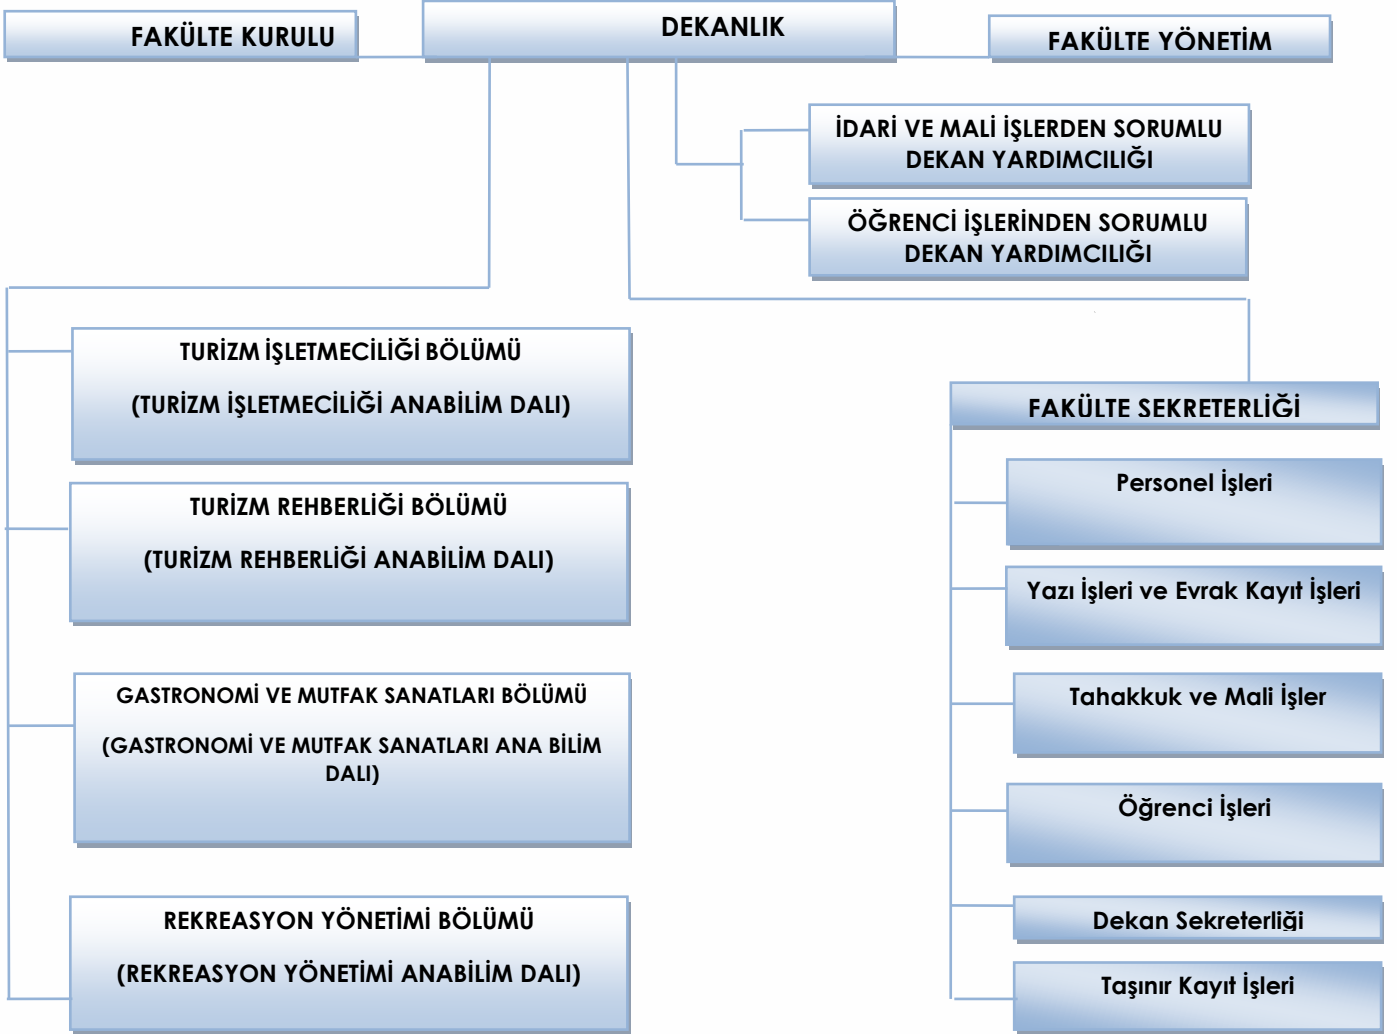 FAKÜLTE KURULU
DEKANLIK
FAKÜLTE YÖNETİM
İDARİ VE MALİ İŞLERDEN SORUMLU
DEKAN YARDIMCILIĞI
ÖĞRENCİ İŞLERİNDEN SORUMLU
DEKAN YARDIMCILIĞI
TURİZM İŞLETMECİLİĞİ BÖLÜMÜ
(TURİZM İŞLETMECİLİĞİ ANABİLİM DALI)
TURİZM REHBERLİĞİ BÖLÜMÜ
(TURİZM REHBERLİĞİ ANABİLİM DALI)
GASTRONOMİ VE MUTFAK SANATLARI BÖLÜMÜ
(GASTRONOMİ VE MUTFAK SANATLARI ANA BİLİM
DALI)
REKREASYON YÖNETİMİ BÖLÜMÜ
(REKREASYON YÖNETİMİ ANABİLİM DALI)
FAKÜLTE SEKRETERLİĞİ
Personel İşleri
Yazı İşleri ve Evrak Kayıt İşleri
Tahakkuk ve Mali İşler
Öğrenci İşleri
Dekan Sekreterliği
Taşınır Kayıt İşleri